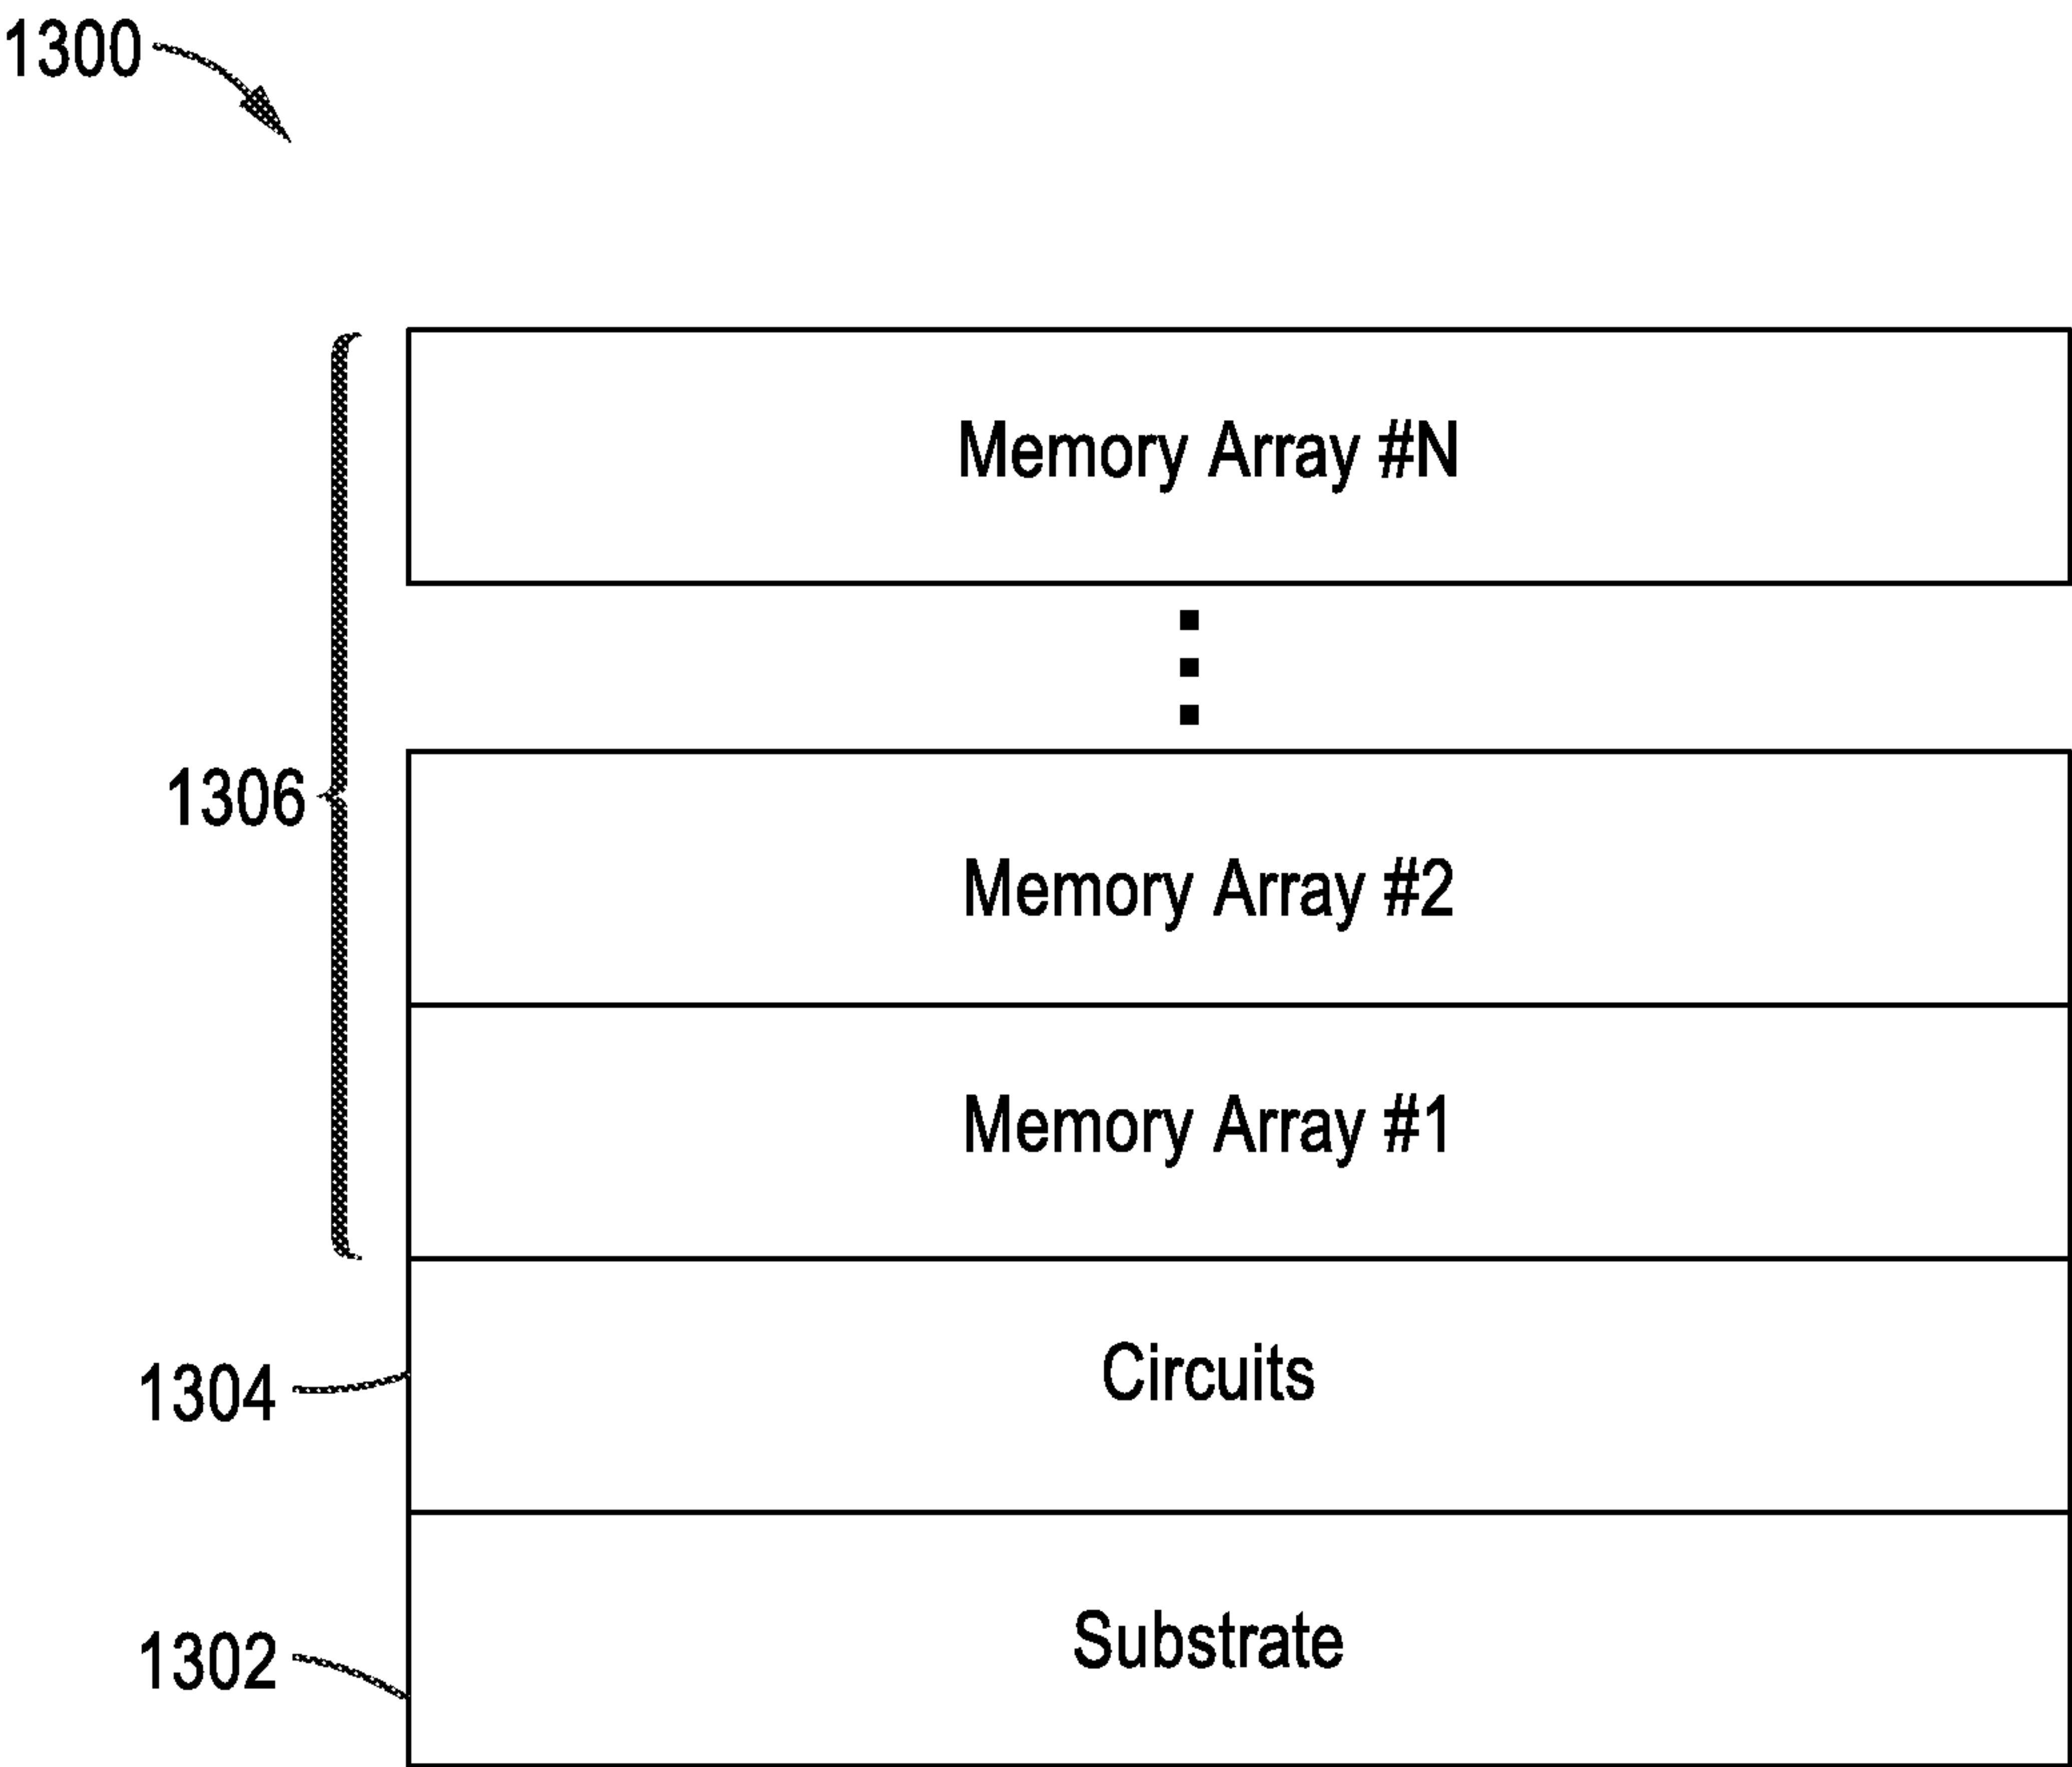 1300
Memory Array #N
1306
Memory Array #2
Memory Array #1
1304
Circuits
1302
Substrate